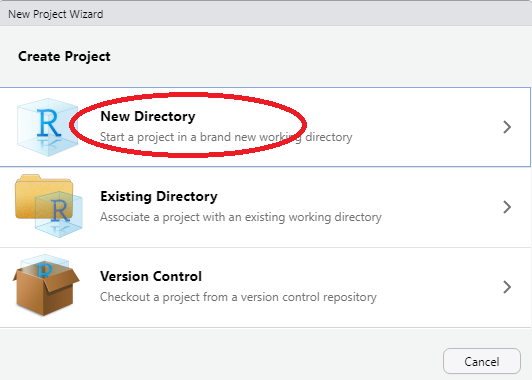 New Project Wizard
Create Project
R
New Directory
Start a project in a brand new working directory
R
Existing Directory
Associate a project with an existing working directory
R
Version Control
Checkout a project from a version control repository
Cancel